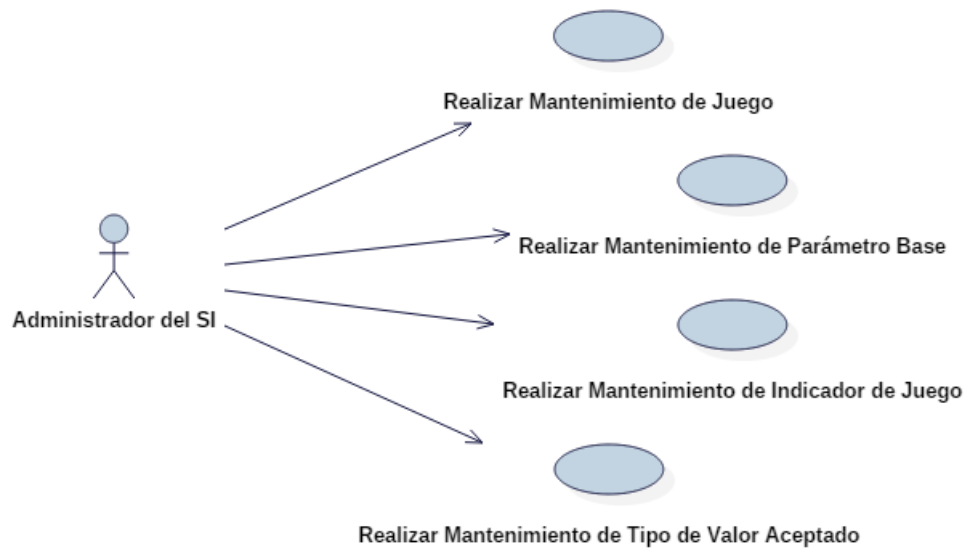 Realizar Mantenimiento de Juego
Realizar Mantenimiento de Parámetro Base
Administrador del SI
Realizar Mantenimiento de Indicador de Juego
Realizar Mantenimiento de Tipo de Valor Aceptado